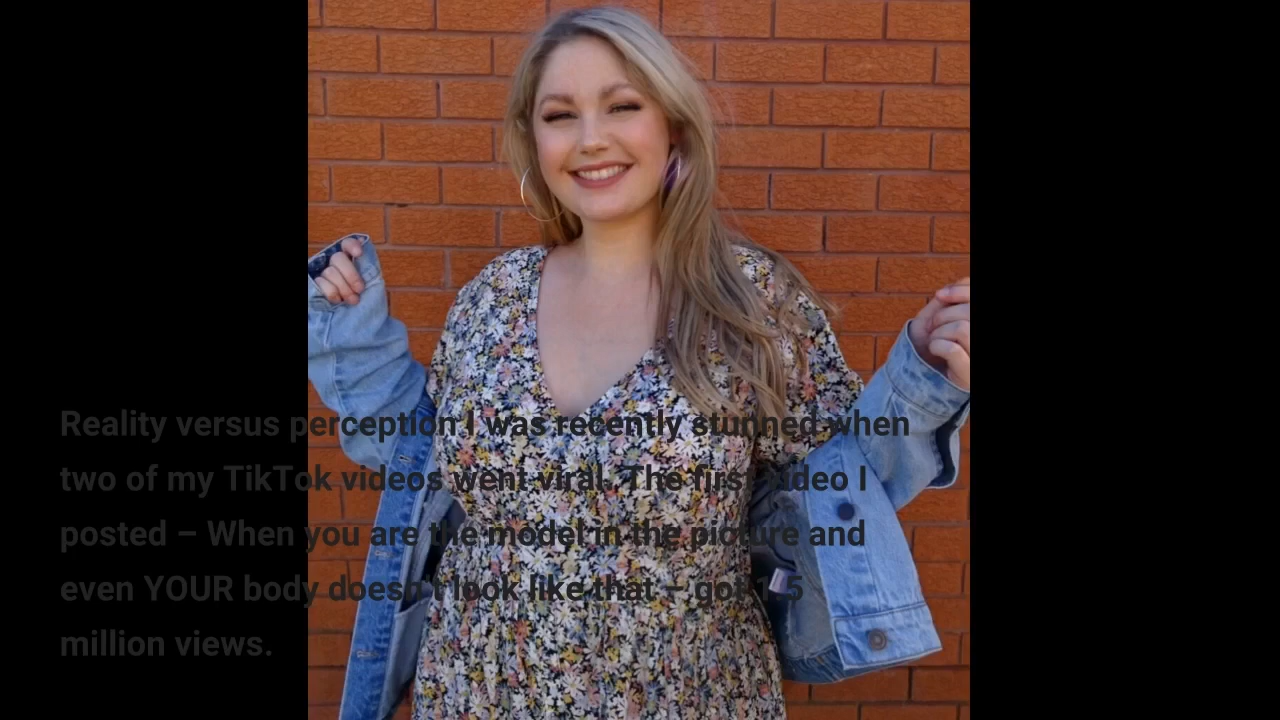 Reality versus perception I was recently stunned when
two of my TikTok videos went viral. The first video I
posted – When you are the model in the picture and
even YOUR body doesn't look like that – got 1.5
million views.